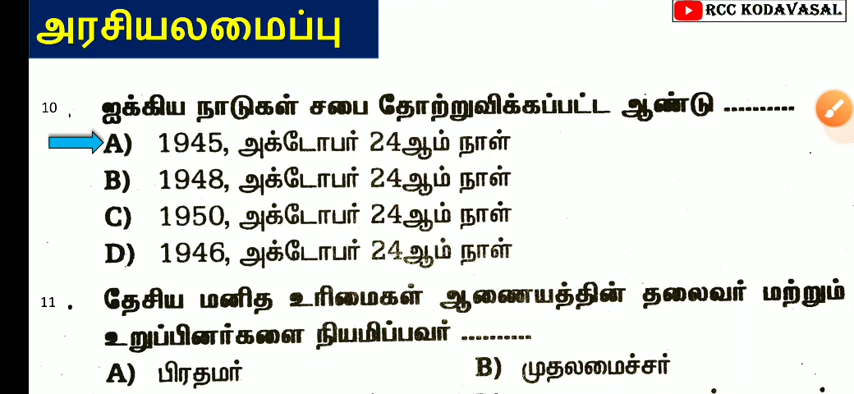 அரசியலமைப்பு
RCC KODAVASAL
10 . ஐக்கிய நாடுகள் சபை தோற்றுவிக்கப்பட்ட ஆண்டு ..........
A) 1945, அக்டோபர் 24ஆம் நாள்
B) 1948, அக்டோபர் 24ஆம் நாள்
C) 1950, அக்டோபர் 24ஆம் நாள்
D) 1946, அக்டோபர் 24ஆம் நாள்
11 . தேசிய மனித உரிமைகள் ஆணையத்தின் தலைவர் மற்றும்
உறுப்பினர்களை நியமிப்பவர் ..........
A) பிரதமர் B) முதலமைச்சர்